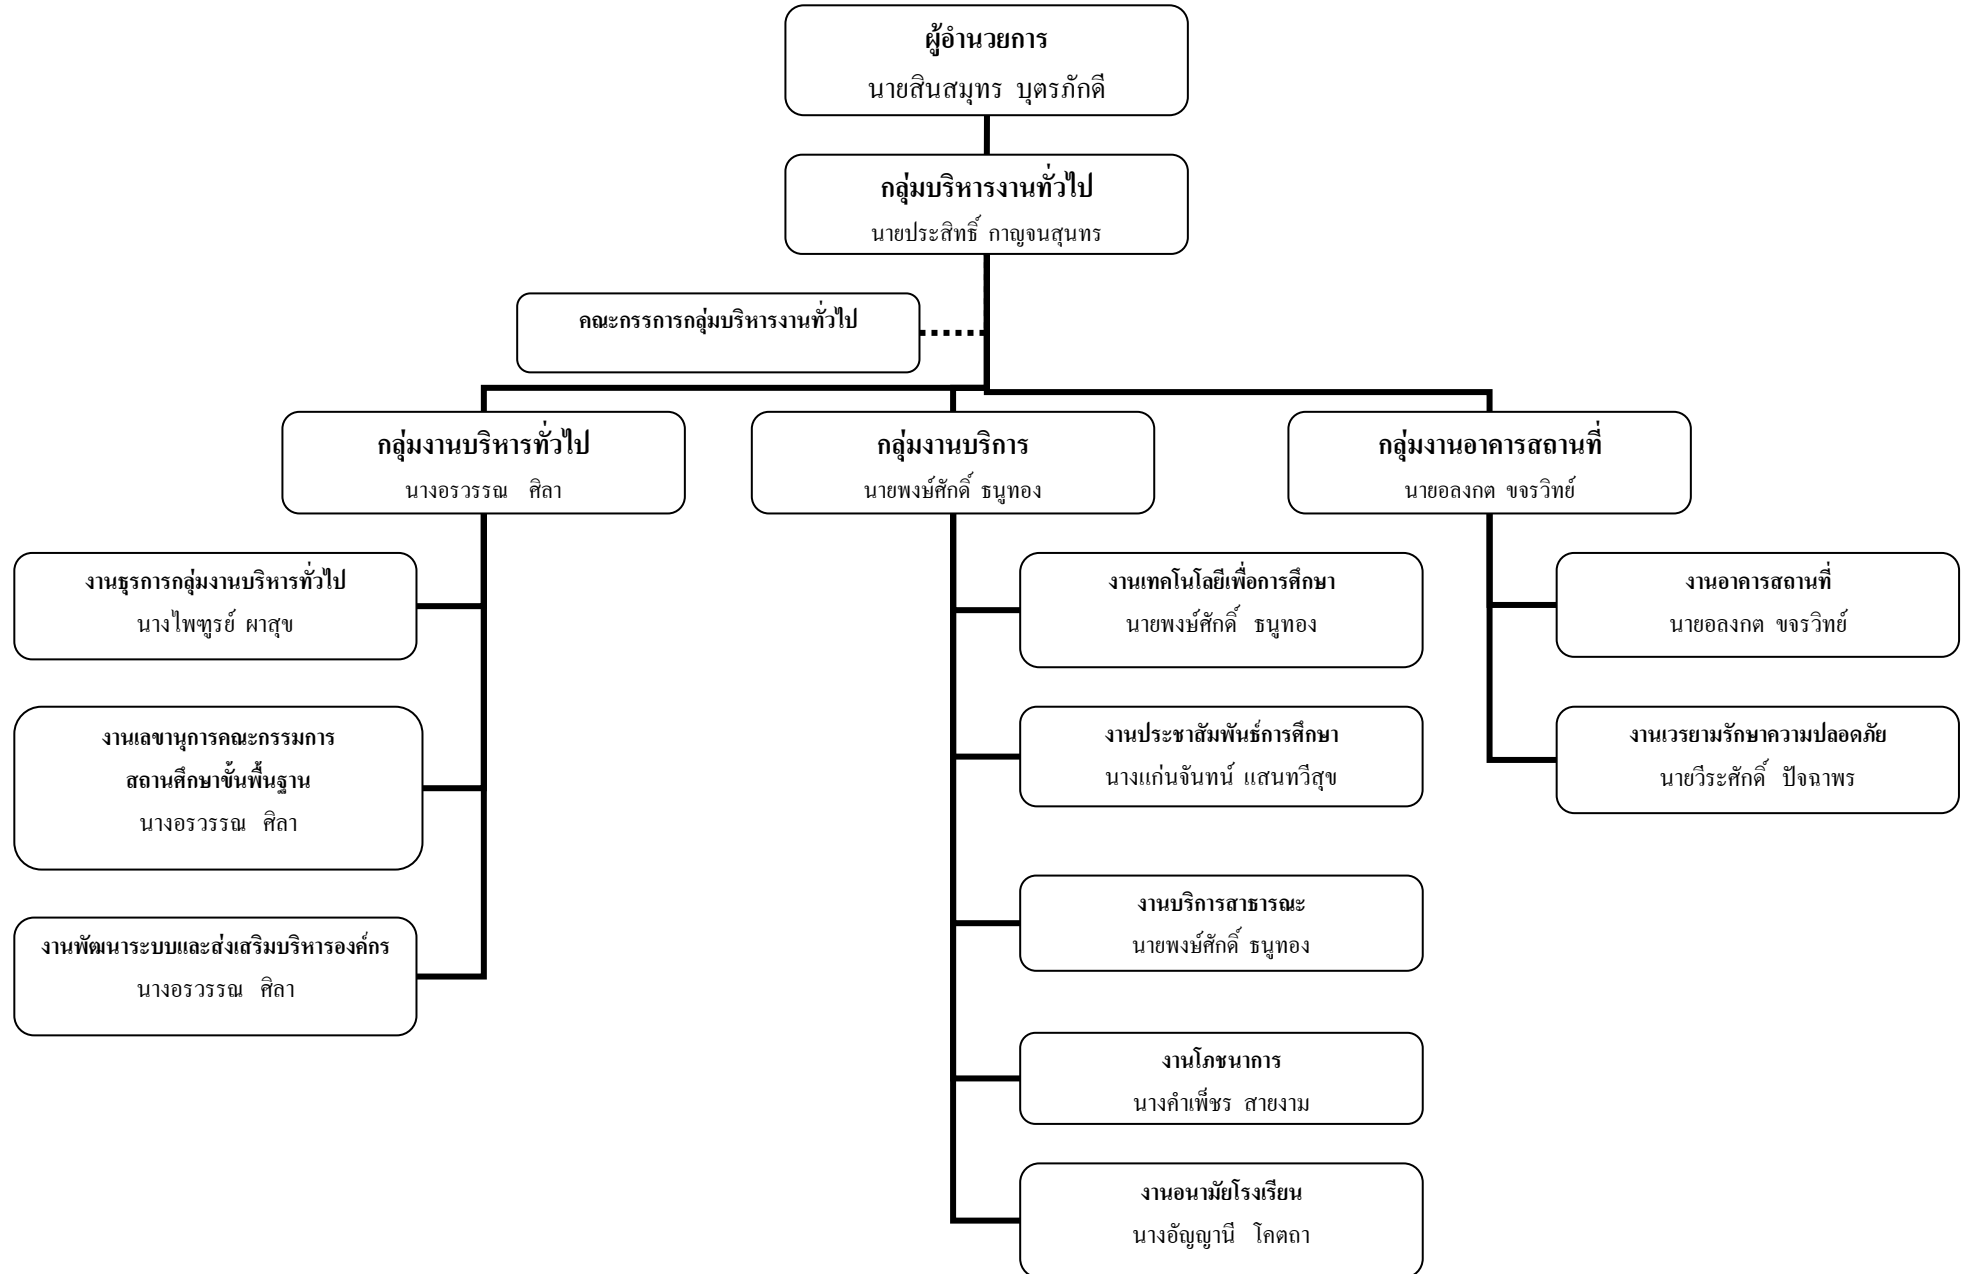 ผู้อำนวยการ
นายสินสมุทร บุตรภักดี
กลุ่มบริหารงานทั่วไป
นายประสิทธิ์ กาญจนสุนทร
คณะกรรการกลุ่มบริหารงานทั่วไป
กลุ่มงานบริหารทั่วไป
นางอรวรรณ ศิลา
กลุ่มงานบริการ
นายพงษ์ศักดิ์ ธนูทอง
กลุ่มงานอาคารสถานที่
นายอลงกต ขจรวิทย์
งานธุรการกลุ่มงานบริหารทั่วไป
นางไพฑูรย์ ผาสุข
งานเลขานุการคณะกรรมการ
สถานศึกษาขั้นพื้นฐาน
นางอรวรรณ ศิลา
งานพัฒนาระบบและส่งเสริมบริหารองค์กร
นางอรวรรณ ศิลา
งานเทคโนโลยีเพื่อการศึกษา
นายพงษ์ศักดิ์ ธนูทอง
งานประชาสัมพันธ์การศึกษา
นางแก่นจันทน์ แสนทวีสุข
งานบริการสาธารณะ
นายพงษ์ศักดิ์ ธนูทอง
งานโภชนาการ
นางคำเพ็ชร สายงาม
งานอนามัยโรงเรียน
นางอัญญานี โคตถา
งานอาคารสถานที่
นายอลงกต ขจรวิทย์
งานเวรยามรักษาความปลอดภัย
นายวีระศักดิ์ ปัจฉาพร